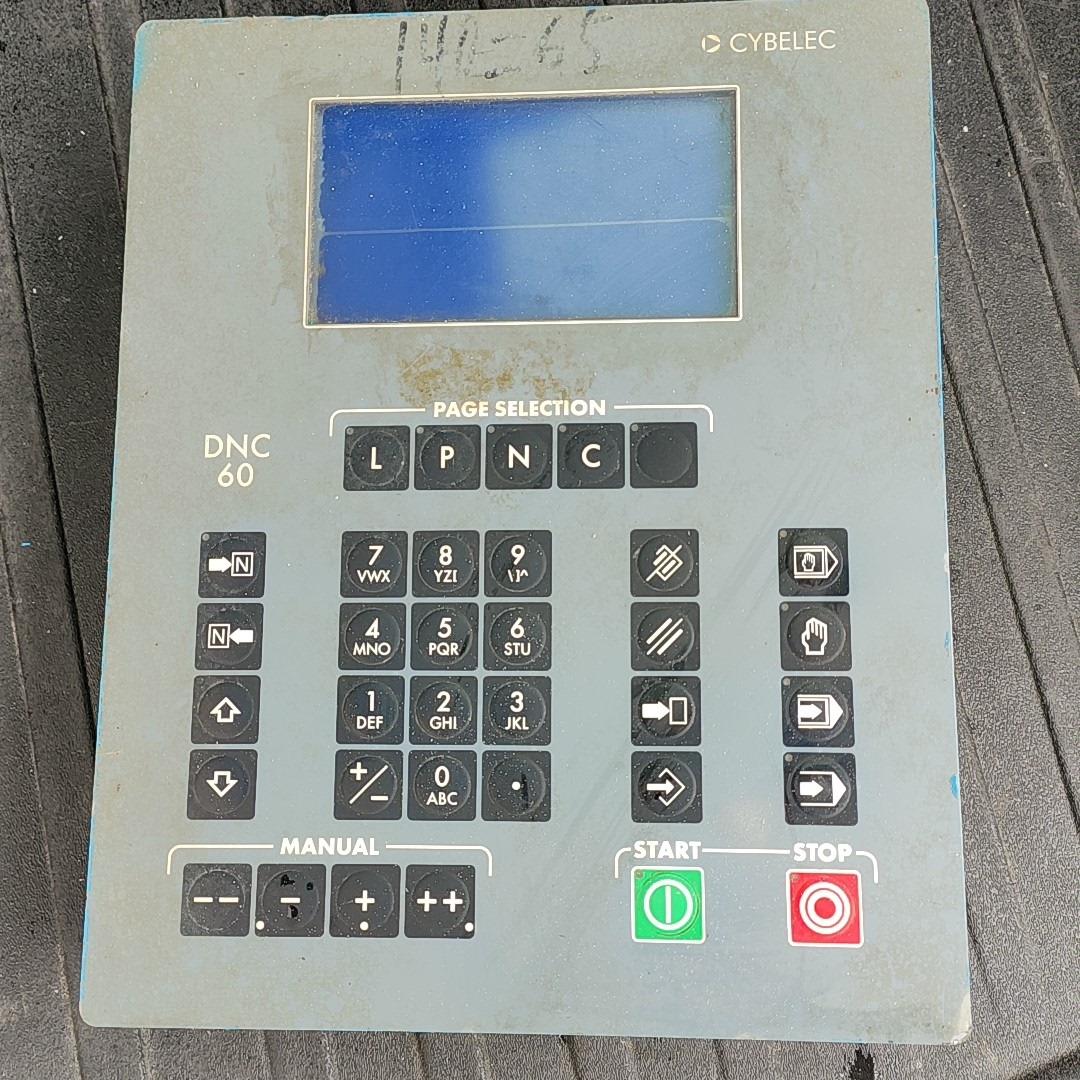 CYBELEC
PAGE SELECTION
DNC
60
L P N C
N
7 8 9
VWX YZ[ \]^
N
4 5 6
MNO PQR STU
1 2 3
DEF GHI JKL
+/- 0 .
ABC
MANUAL
START STOP
-- - + ++